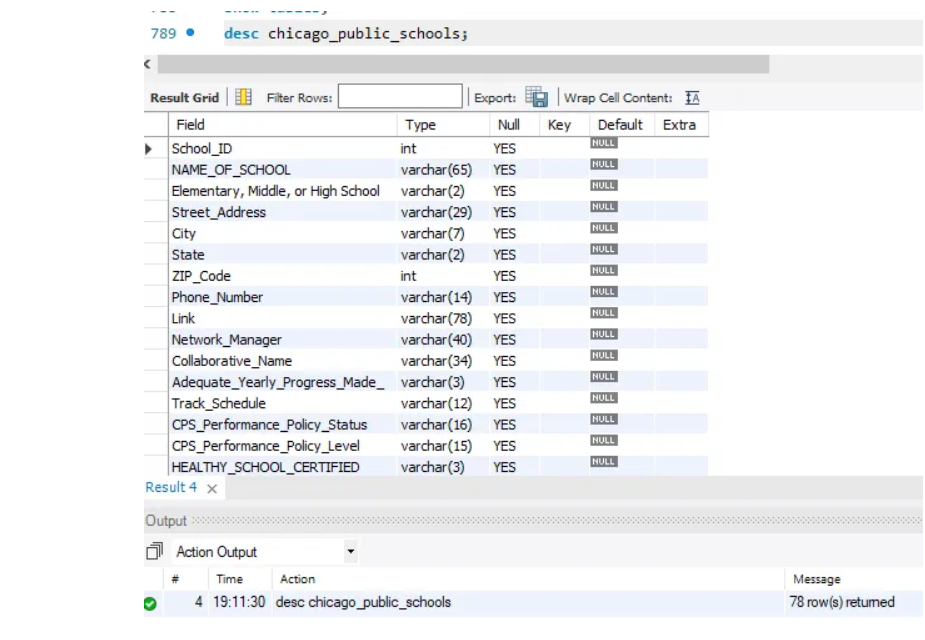 789 desc chicago_public_schools;
Result Grid Filter Rows: Export: Wrap Cell Content: IA
Field Type Null Key Default Extra
School_ID int YES NULL
NAME_OF_SCHOOL varchar(65) YES NULL
Elementary, Middle, or High School varchar(2) YES NULL
Street_Address varchar(29) YES NULL
City varchar(7) YES NULL
State varchar(2) YES NULL
ZIP_Code int YES NULL
Phone_Number varchar(14) YES NULL
Link varchar(78) YES NULL
Network_Manager varchar(40) YES NULL
Collaborative_Name varchar(34) YES NULL
Adequate_Yearly_Progress_Made_ varchar(3) YES NULL
Track_Schedule varchar(12) YES NULL
CPS_Performance_Policy_Status varchar(16) YES NULL
CPS_Performance_Policy_Level varchar(15) YES NULL
HEALTHY_SCHOOL_CERTIFIED varchar(3) YES NULL
Result 4
Output
Action Output
# Time Action Message
4 19:11:30 desc chicago_public_schools 78 row(s) returned